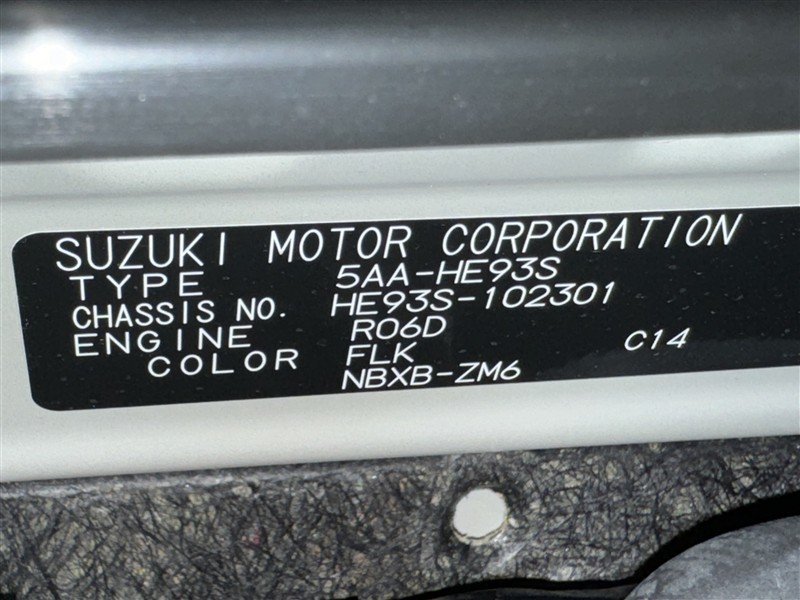 SUZUKI MOTOR CORPORATION
TYPE 5AA-HE93S
CHASSIS NO. HE93S-102301
ENGINE R06D
COLOR FLK C14
NBXB-ZM6